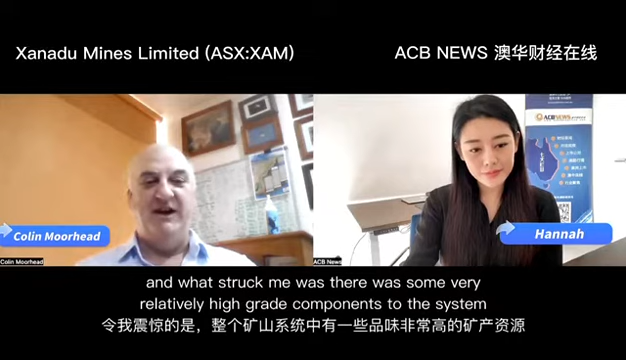 Xanadu Mines Limited (ASX:XAM)
ACB NEWS 澳华财经在线
ACB NEWS
Colin Moorhead
Hannah
Colin Moorhead
ACB News
and what struck me was there was some very
relatively high grade components to the system
令我震惊的是，整个矿山系统中有一些品味非常高的矿产资源